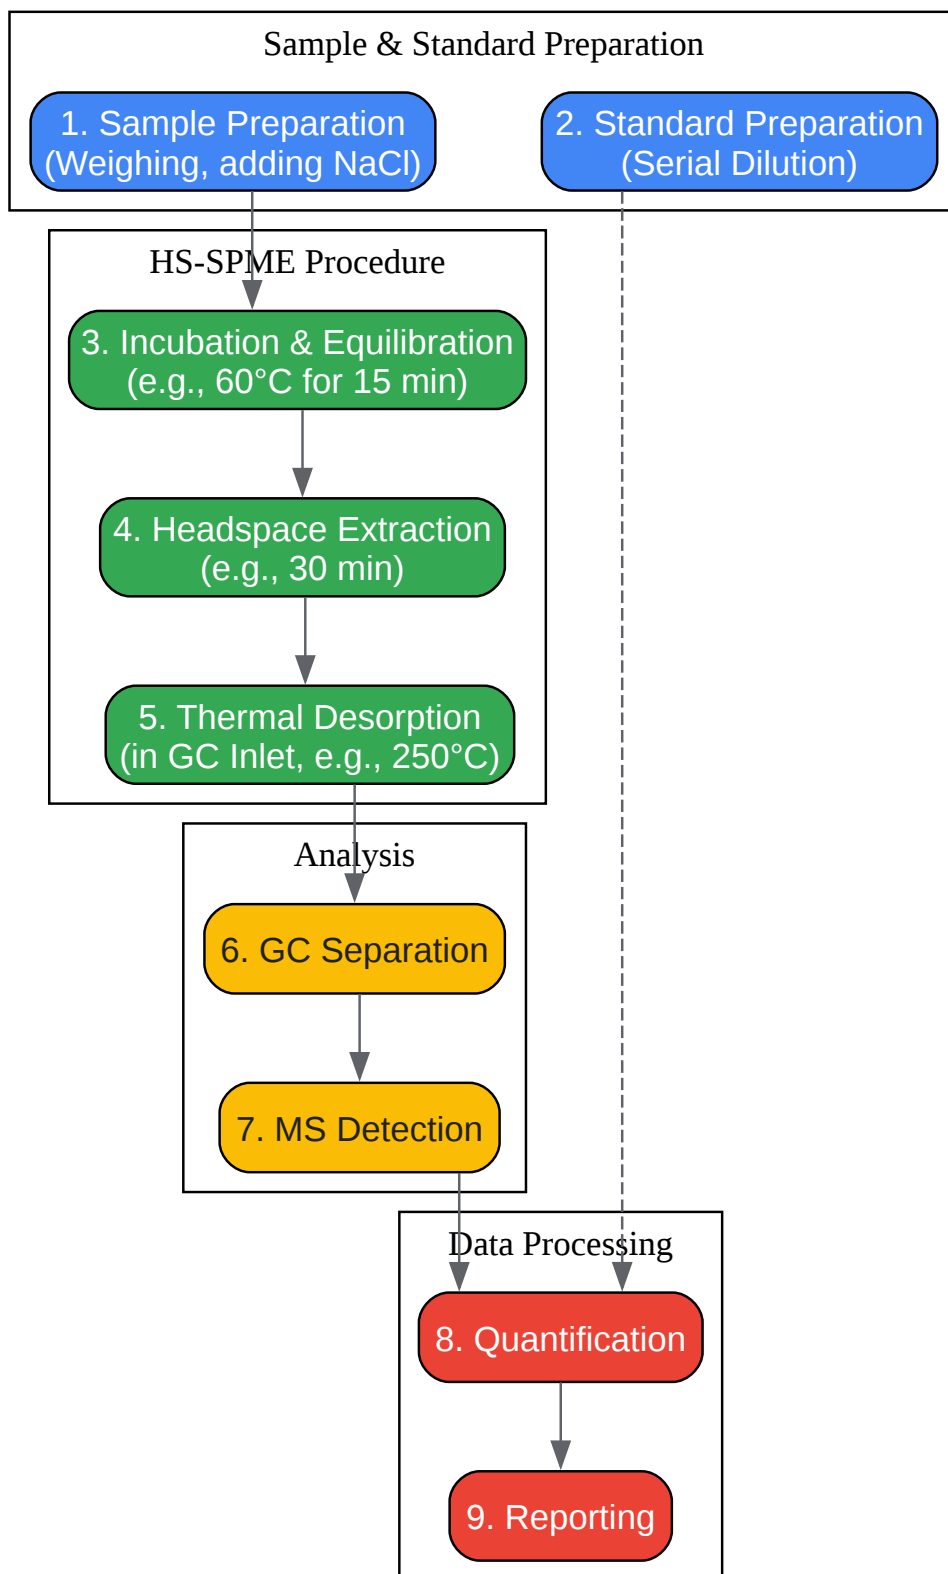 Sample & Standard Preparation
1. Sample Preparation
(Weighing, adding NaCl)
2. Standard Preparation
(Serial Dilution)
HS-SPME Procedure
3. Incubation & Equilibration
(e.g., 60°C for 15 min)
4. Headspace Extraction
(e.g., 30 min)
5. Thermal Desorption
(in GC Inlet, e.g., 250°C)
Analysis
6. GC Separation
7. MS Detection
Data Processing
8. Quantification
9. Reporting